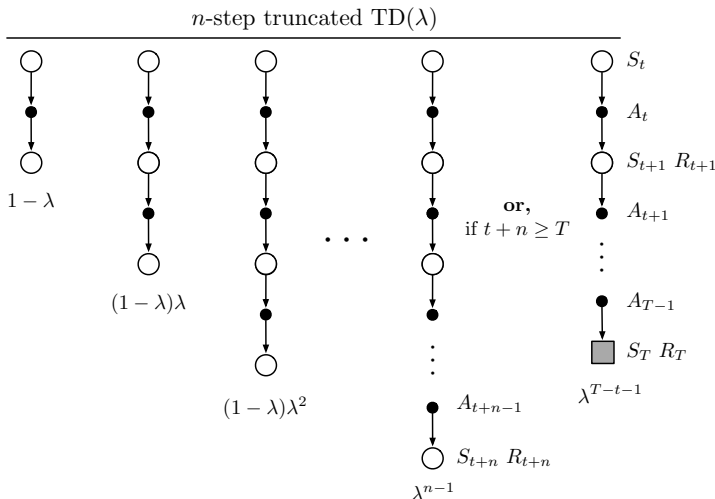 n-step truncated TD(λ)
S_t
A_t
S_{t+1} R_{t+1}
1 − λ
or,
if t + n ≥ T
A_{t+1}
. . .
(1 − λ)λ
A_{T−1}
S_T R_T
(1 − λ)λ^2
λ^{T−t−1}
A_{t+n−1}
S_{t+n} R_{t+n}
λ^{n−1}